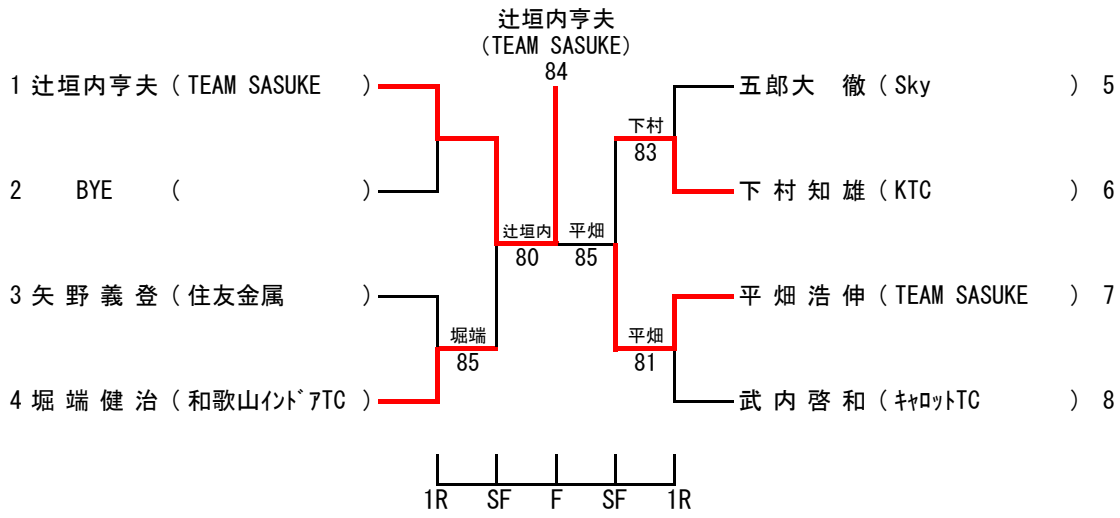 辻垣内亨夫
(TEAM SASUKE)
84
1 辻垣内亨夫 ( TEAM SASUKE )
五郎大 徹 ( Sky ) 5
下村
83
2 BYE ( )
下 村 知 雄 ( KTC ) 6
辻垣内 平畑
80 85
3 矢 野 義 登 ( 住友金属 )
平 畑 浩 伸 ( TEAM SASUKE ) 7
堀端 平畑
85 81
4 堀 端 健 治 ( 和歌山ｲﾝﾄﾞｱTC )
武 内 啓 和 ( ｷｬﾛｯﾄTC ) 8
1R SF F SF 1R